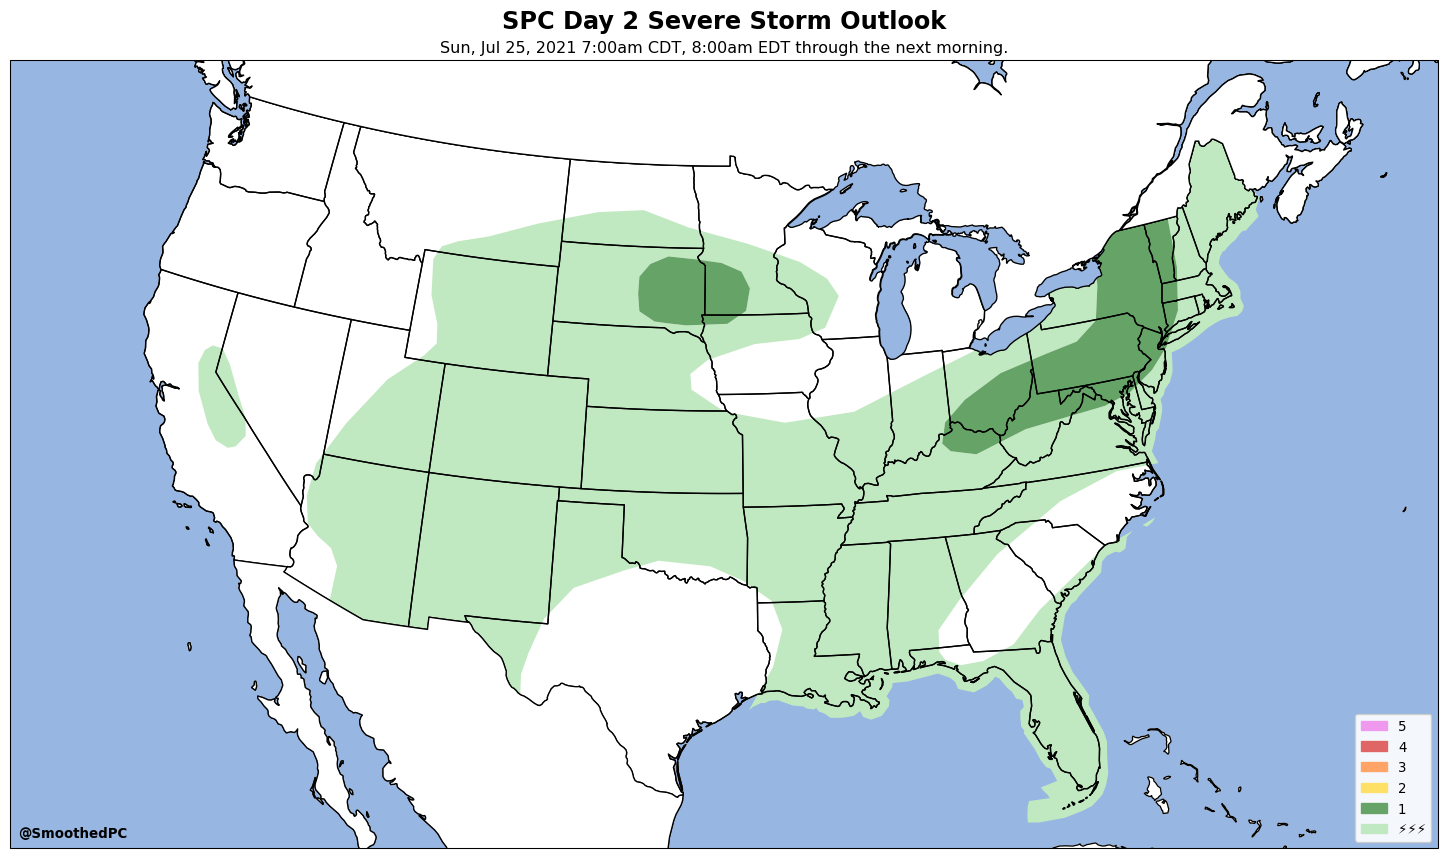 SPC Day 2 Severe Storm Outlook
Sun, Jul 25, 2021 7:00am CDT, 8:00am EDT through the next morning.
5
4
3
2
1
⚡⚡⚡
@SmoothedPC